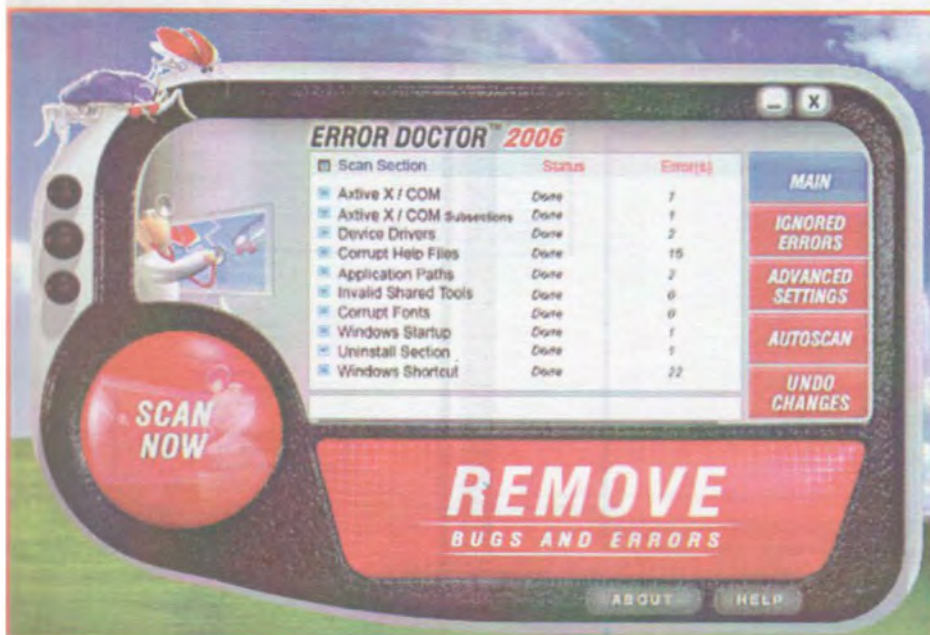 X
ERROR DOCTOR™ 2006
Scan Section Status Error(s)
Axtive X / COM Done 7
Axtive X / COM Subsections Done 1
Device Drivers Done 2
Corrupt Help Files Done 15
Application Paths Done 2
Invalid Shared Tools Done 0
Corrupt Fonts Done 0
Windows Startup Done 1
Uninstall Section Done 1
Windows Shortcut Done 22
MAIN
IGNORED
ERRORS
ADVANCED
SETTINGS
AUTOSCAN
UNDO
CHANGES
SCAN
NOW
REMOVE
BUGS AND ERRORS
ABOUT
HELP